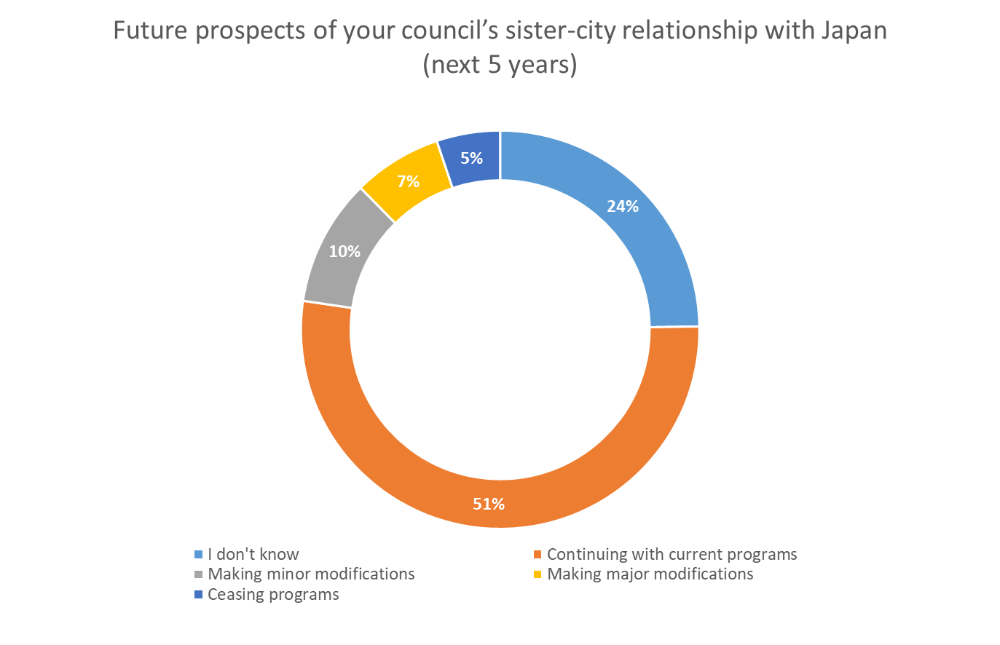 Future prospects of your council’s sister-city relationship with Japan
(next 5 years)
5%
24%
7%
10%
51%
I don't know
Continuing with current programs
Making minor modifications
Making major modifications
Ceasing programs